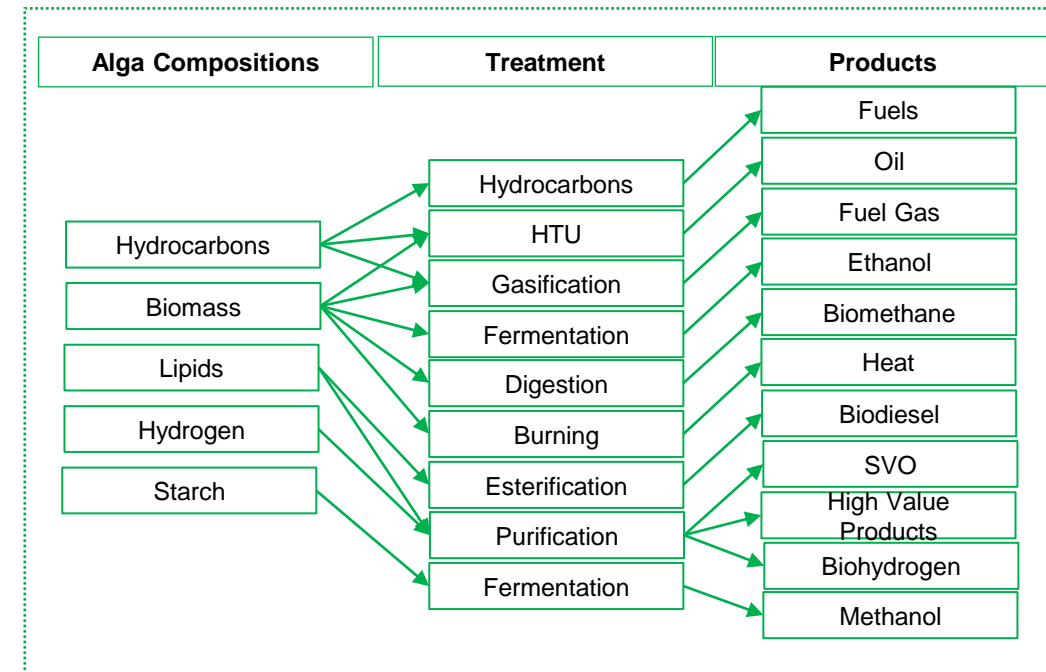 Alga Compositions
Treatment
Products
Hydrocarbons
Biomass
Lipids
Hydrogen
Starch
Hydrocarbons
HTU
Gasification
Fermentation
Digestion
Burning
Esterification
Purification
Fermentation
Fuels
Oil
Fuel Gas
Ethanol
Biomethane
Heat
Biodiesel
SVO
High Value
Products
Biohydrogen
Methanol